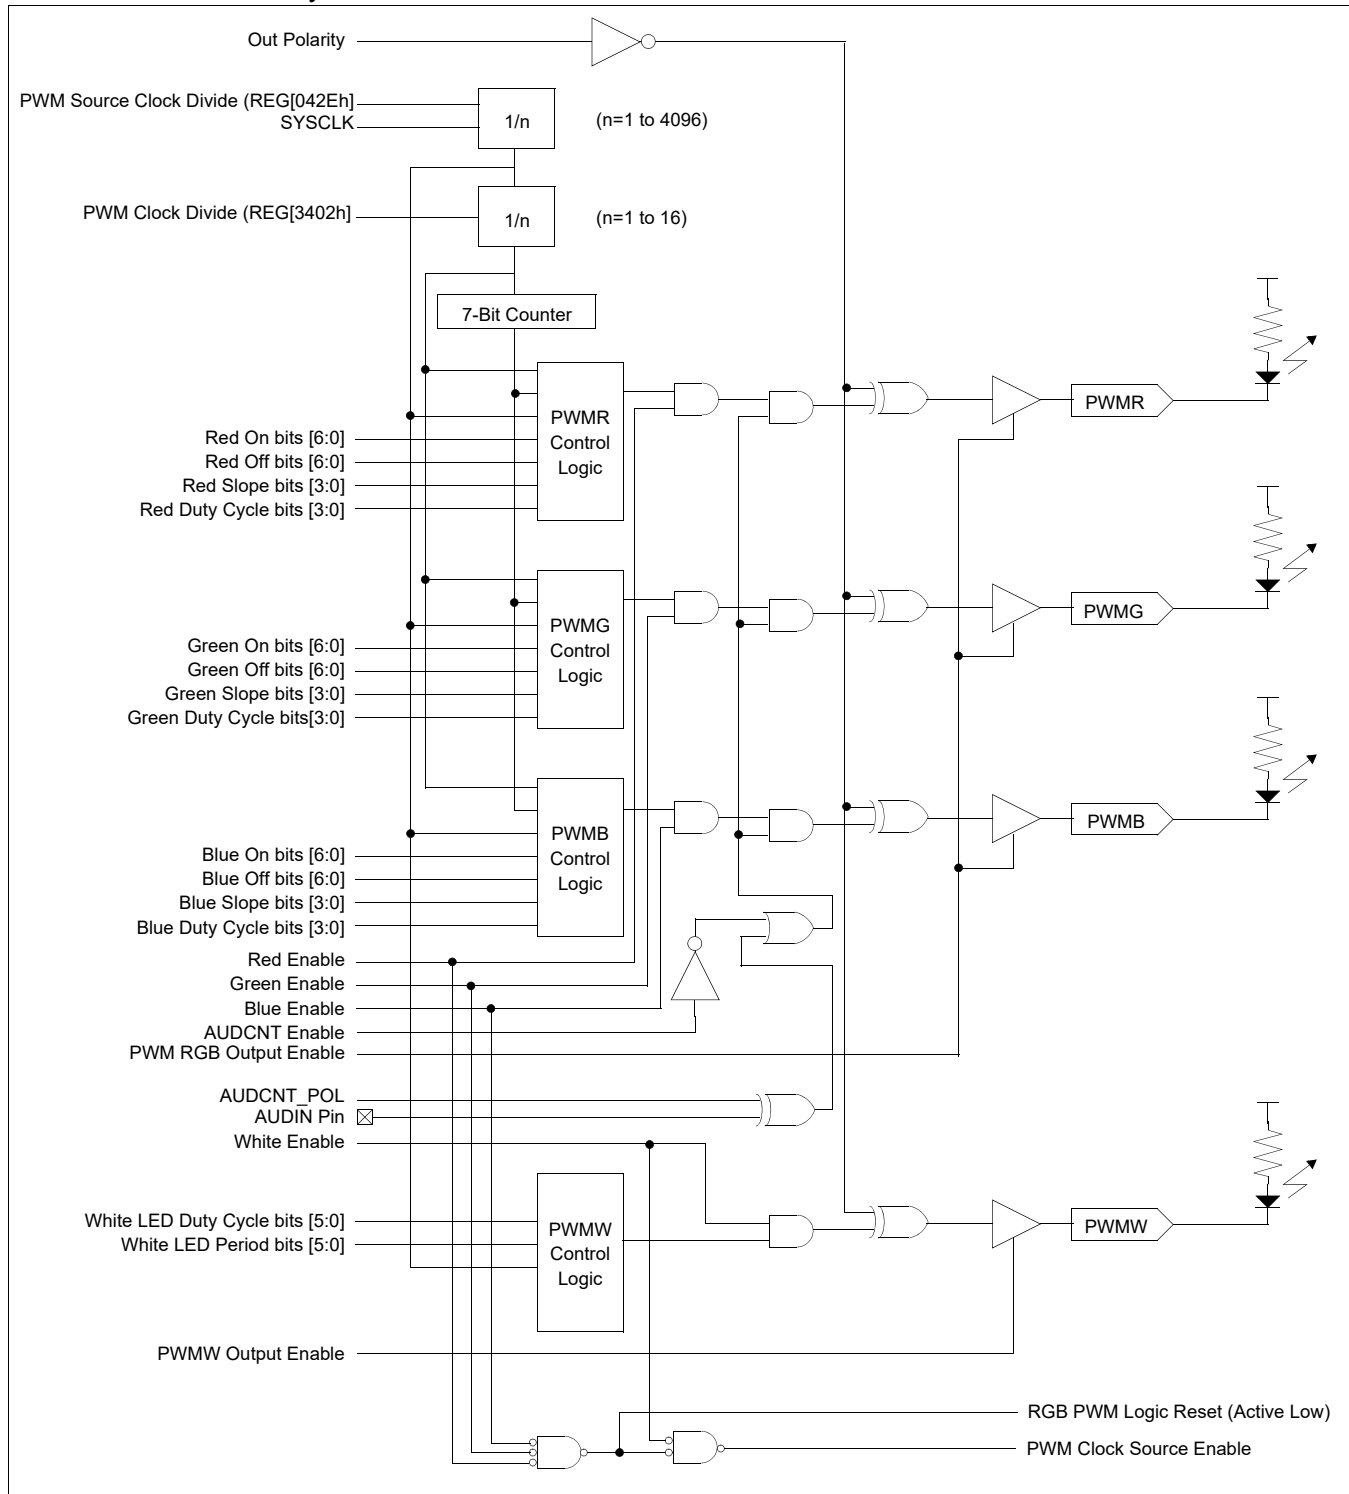 Out Polarity
PWM Source Clock Divide (REG[042Eh]
SYSCLK
1/n
(n=1 to 4096)
PWM Clock Divide (REG[3402h]
1/n
(n=1 to 16)
7-Bit Counter
PWMR
Control
Logic
Red On bits [6:0]
Red Off bits [6:0]
Red Slope bits [3:0]
Red Duty Cycle bits [3:0]
PWMR
PWMG
Control
Logic
Green On bits [6:0]
Green Off bits [6:0]
Green Slope bits [3:0]
Green Duty Cycle bits[3:0]
PWMG
PWMB
Control
Logic
Blue On bits [6:0]
Blue Off bits [6:0]
Blue Slope bits [3:0]
Blue Duty Cycle bits [3:0]
PWMB
Red Enable
Green Enable
Blue Enable
AUDCNT Enable
PWM RGB Output Enable
AUDCNT_POL
AUDIN Pin
White Enable
White LED Duty Cycle bits [5:0]
White LED Period bits [5:0]
PWMW
Control
Logic
PWMW
PWMW Output Enable
RGB PWM Logic Reset (Active Low)
PWM Clock Source Enable